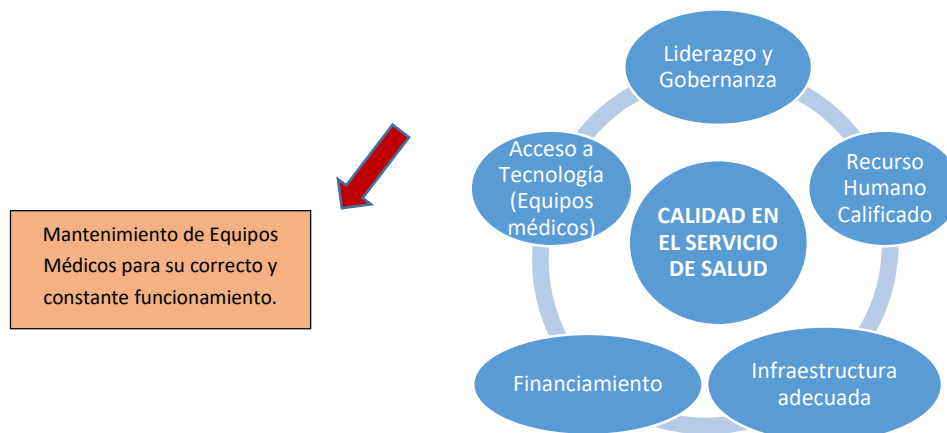 Liderazgo y
Gobernanza
Acceso a
Tecnología
(Equipos
médicos)
Recurso
Humano
Calificado
CALIDAD EN
EL SERVICIO
DE SALUD
Mantenimiento de Equipos
Médicos para su correcto y
constante funcionamiento.
Financiamiento
Infraestructura
adecuada